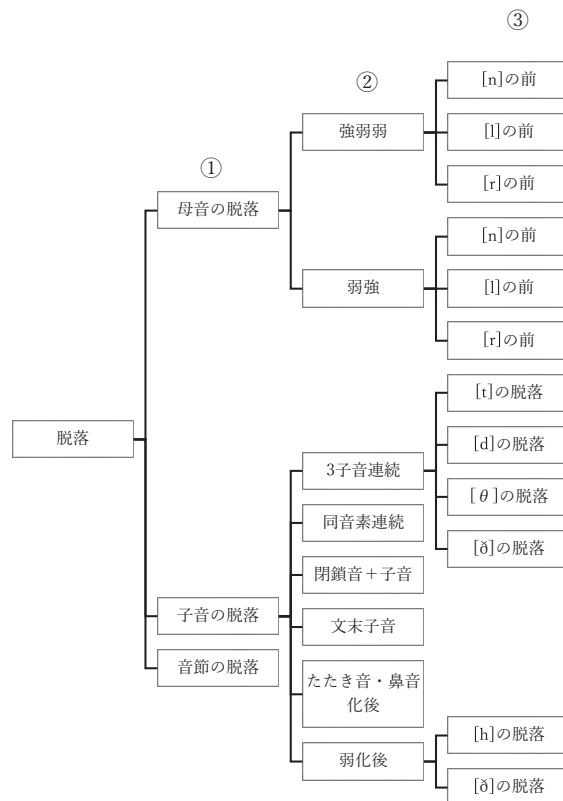 ③
②
①
[n]の前
[l]の前
[r]の前
強弱弱
母音の脱落
[n]の前
[l]の前
[r]の前
弱強
脱落
[t]の脱落
[d]の脱落
[θ]の脱落
[ð]の脱落
3子音連続
同音素連続
閉鎖音＋子音
子音の脱落
文末子音
音節の脱落
たたき音・鼻音
化後
弱化後
[h]の脱落
[ð]の脱落